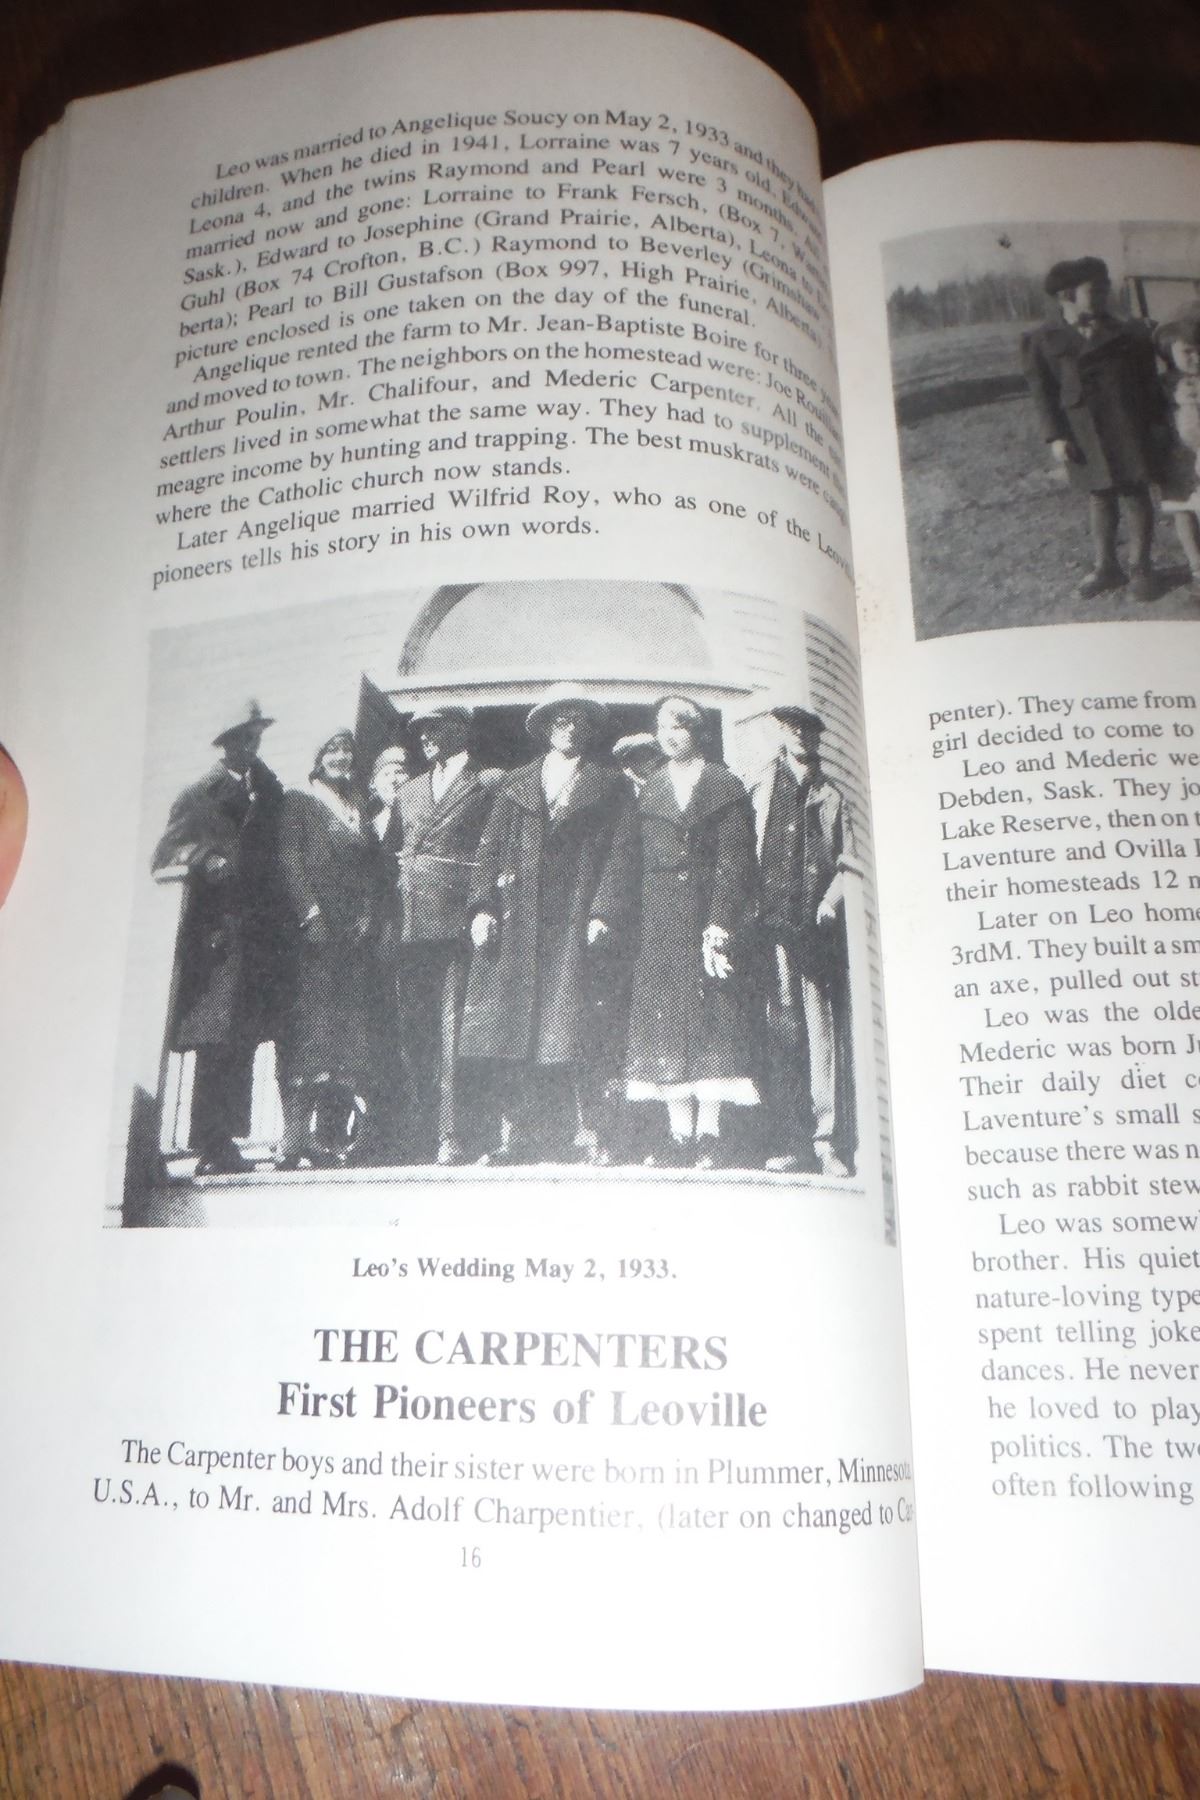 Leo was married to Angelique Soucy on May 2, 1933 and they had
children. When he died in 1941, Lorraine was 7 years old, Edward
Leona 4, and the twins Raymond and Pearl were 3 months. All
married now and gone: Lorraine to Frank Fersch, (Box 7,
Sask.), Edward to Josephine (Grand Prairie, Alberta), Leona to
Guhl (Box 74 Crofton, B.C.) Raymond to Beverley (Grimshaw
berta); Pearl to Bill Gustafson (Box 997, High Prairie, Alberta)
picture enclosed is one taken on the day of the funeral.
Angelique rented the farm to Mr. Jean-Baptiste Boire for three
and moved to town. The neighbors on the homestead were: Joe
Arthur Poulin, Mr. Chalifour, and Mederic Carpenter. All the
settlers lived in somewhat the same way. They had to supplement
meagre income by hunting and trapping. The best muskrats were
where the Catholic church now stands.
Later Angelique married Wilfrid Roy, who as one of the
pioneers tells his story in his own words.
Leo's Wedding May 2, 1933.
THE CARPENTERS
First Pioneers of Leoville
The Carpenter boys and their sister were born in Plummer, Minnesota
U.S.A., to Mr. and Mrs. Adolf Charpentier, (later on changed to Car-
16
penter). They came from
girl decided to come to
Leo and Mederic we
Debden, Sask. They jo
Lake Reserve, then on t
Laventure and Ovilla
their homesteads 12 m
Later on Leo home
3rdM. They built a sm
an axe, pulled out st
Leo was the olde
Mederic was born Ju
Their daily diet co
Laventure's small s
because there was n
such as rabbit stew
Leo was somew
brother. His quiet
nature-loving type
spent telling joke
dances. He never
he loved to play
politics. The two
often following